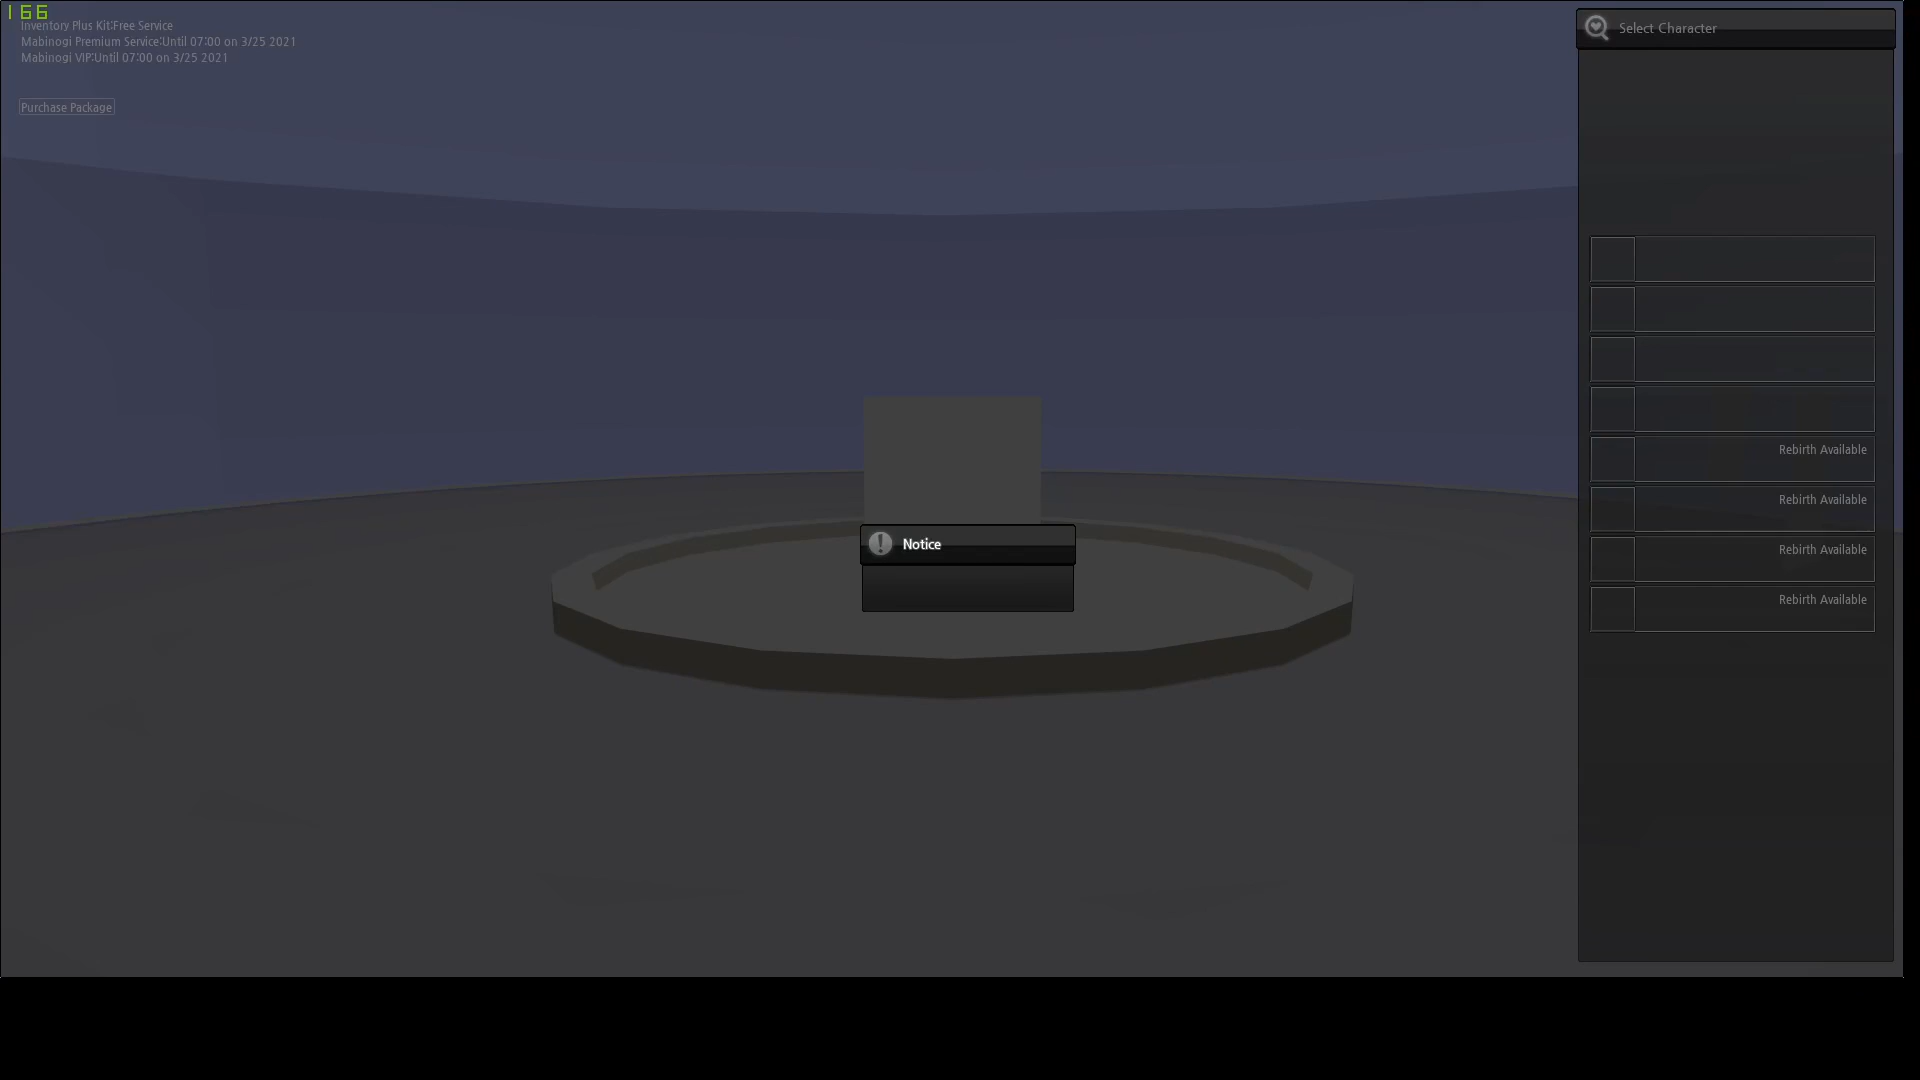 166
Inventory Plus Kit:Free Service
Mabinogi Premium Service:Until 07:00 on 3/25 2021
Mabinogi VIP:Until 07:00 on 3/25 2021
Purchase Package
Select Character
Rebirth Available
Rebirth Available
Rebirth Available
Rebirth Available
Notice